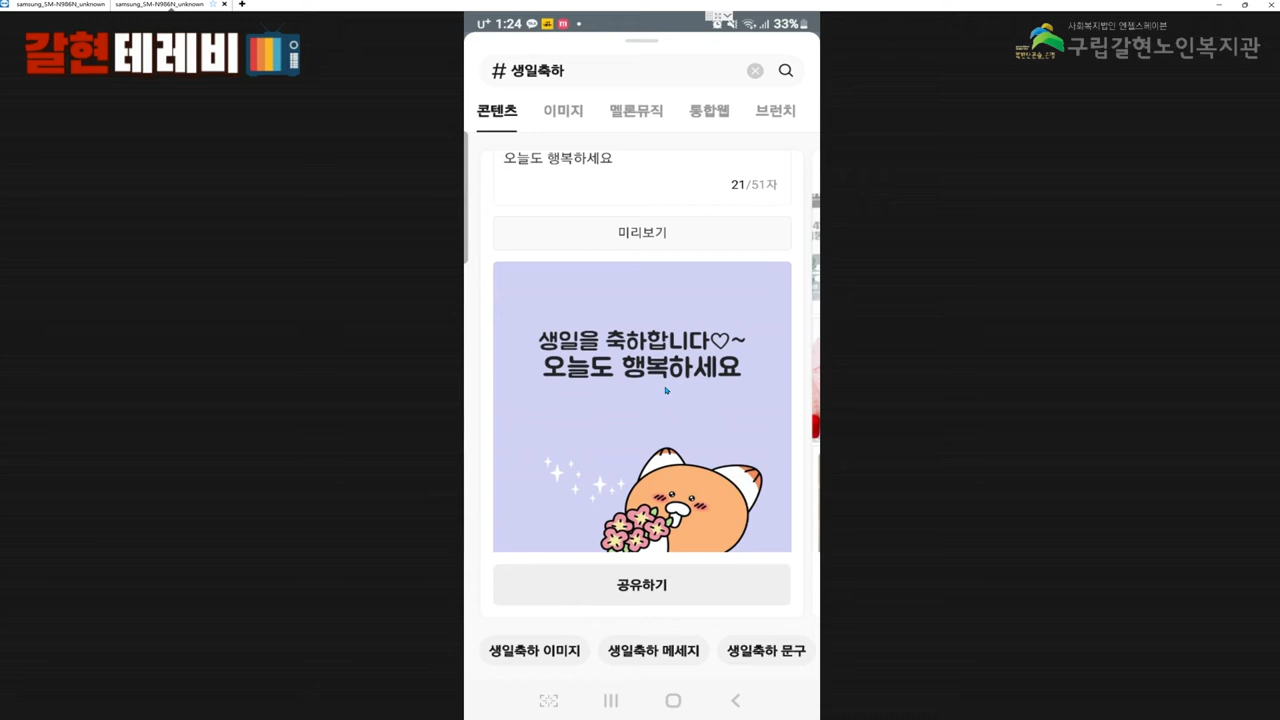 samsung_SM-N986N_unknown
samsung_SM-N986N_unknown
갈현테레비
사회복지법인 엔젤스헤이븐
구립갈현노인복지관
U+ 1:24
33%
# 생일축하
콘텐츠 이미지 멜론뮤직 통합웹 브런치
오늘도 행복하세요
21/51자
미리보기
생일을 축하합니다♡~
오늘도 행복하세요
공유하기
생일축하 이미지 생일축하 메세지 생일축하 문구